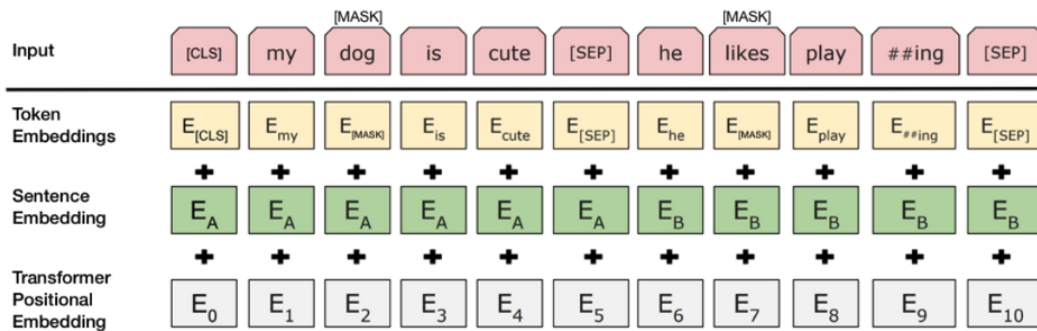 [MASK] [MASK]
Input [CLS] my dog is cute [SEP] he likes play ##ing [SEP]
Token
Embeddings
E[CLS] Emy E[MASK] Eis Ecute E[SEP] Ehe E[MASK] Eplay E##ing E[SEP]
+ + + + + + + + + + +
Sentence
Embedding
EA EA EA EA EA EA EB EB EB EB EB
+ + + + + + + + + + +
Transformer
Positional
Embedding
E0 E1 E2 E3 E4 E5 E6 E7 E8 E9 E10